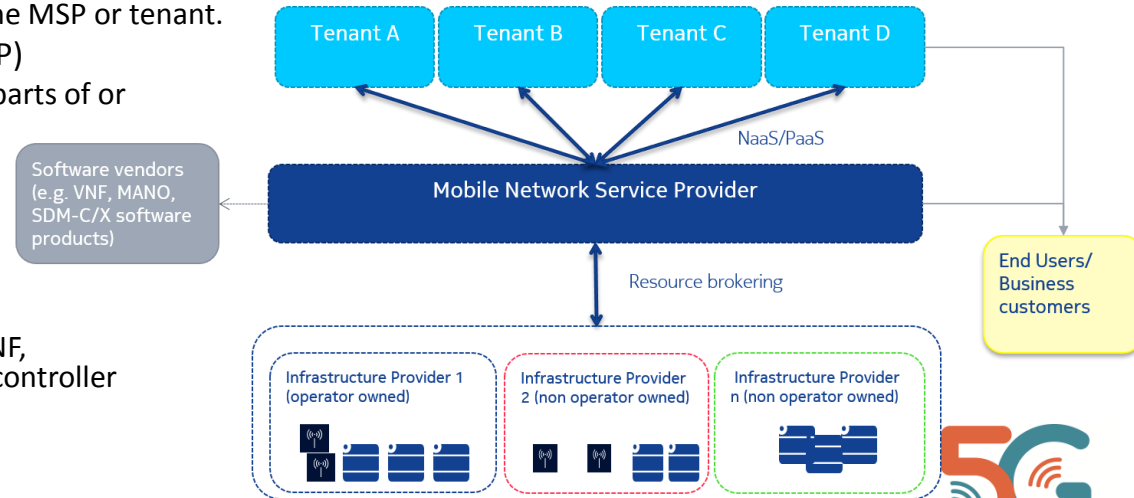 he MSP or tenant.
P)
parts of or
NF,
controller
Tenant A
Tenant B
Tenant C
Tenant D
NaaS/PaaS
Software vendors
(e.g. VNF, MANO,
SDM-C/X software
products)
Mobile Network Service Provider
Resource brokering
End Users/
Business
customers
Infrastructure Provider 1
(operator owned)
Infrastructure Provider
2 (non operator owned)
Infrastructure Provider
n (non operator owned)
5G